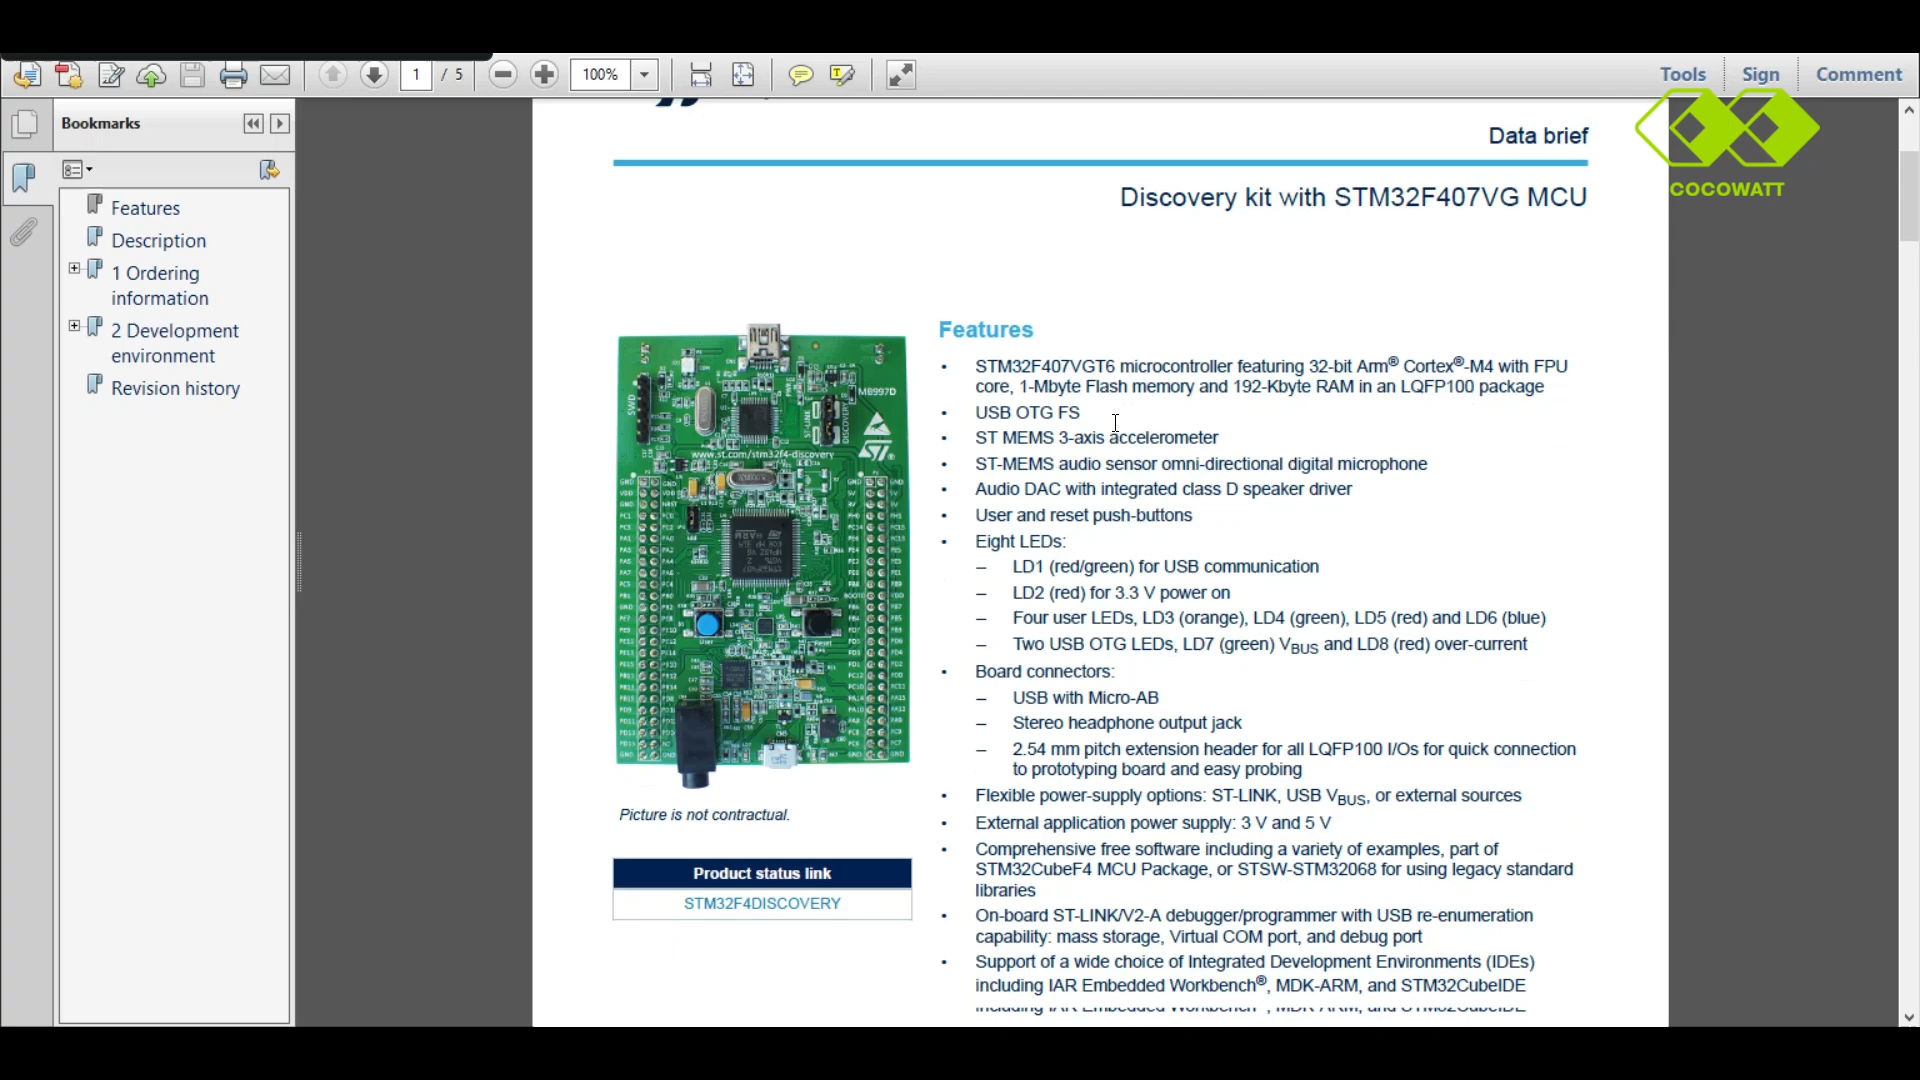 1 / 5
100%
Tools
Sign
Comment
Bookmarks
Features
Description
1 Ordering
information
2 Development
environment
Revision history
COCOWATT
Data brief
Discovery kit with STM32F407VG MCU
SWD
MB997D
ST-LINK
DISCOVERY
www.st.com/stm32f4-discovery
User
Reset
Picture is not contractual.
Product status link
STM32F4DISCOVERY
Features
• STM32F407VGT6 microcontroller featuring 32-bit Arm® Cortex®-M4 with FPU
core, 1-Mbyte Flash memory and 192-Kbyte RAM in an LQFP100 package
• USB OTG FS
• ST MEMS 3-axis accelerometer
• ST-MEMS audio sensor omni-directional digital microphone
• Audio DAC with integrated class D speaker driver
• User and reset push-buttons
• Eight LEDs:
– LD1 (red/green) for USB communication
– LD2 (red) for 3.3 V power on
– Four user LEDs, LD3 (orange), LD4 (green), LD5 (red) and LD6 (blue)
– Two USB OTG LEDs, LD7 (green) VBUS and LD8 (red) over-current
• Board connectors:
– USB with Micro-AB
– Stereo headphone output jack
– 2.54 mm pitch extension header for all LQFP100 I/Os for quick connection
to prototyping board and easy probing
• Flexible power-supply options: ST-LINK, USB VBUS, or external sources
• External application power supply: 3 V and 5 V
• Comprehensive free software including a variety of examples, part of
STM32CubeF4 MCU Package, or STSW-STM32068 for using legacy standard
libraries
• On-board ST-LINK/V2-A debugger/programmer with USB re-enumeration
capability: mass storage, Virtual COM port, and debug port
• Support of a wide choice of Integrated Development Environments (IDEs)
including IAR Embedded Workbench®, MDK-ARM, and STM32CubeIDE